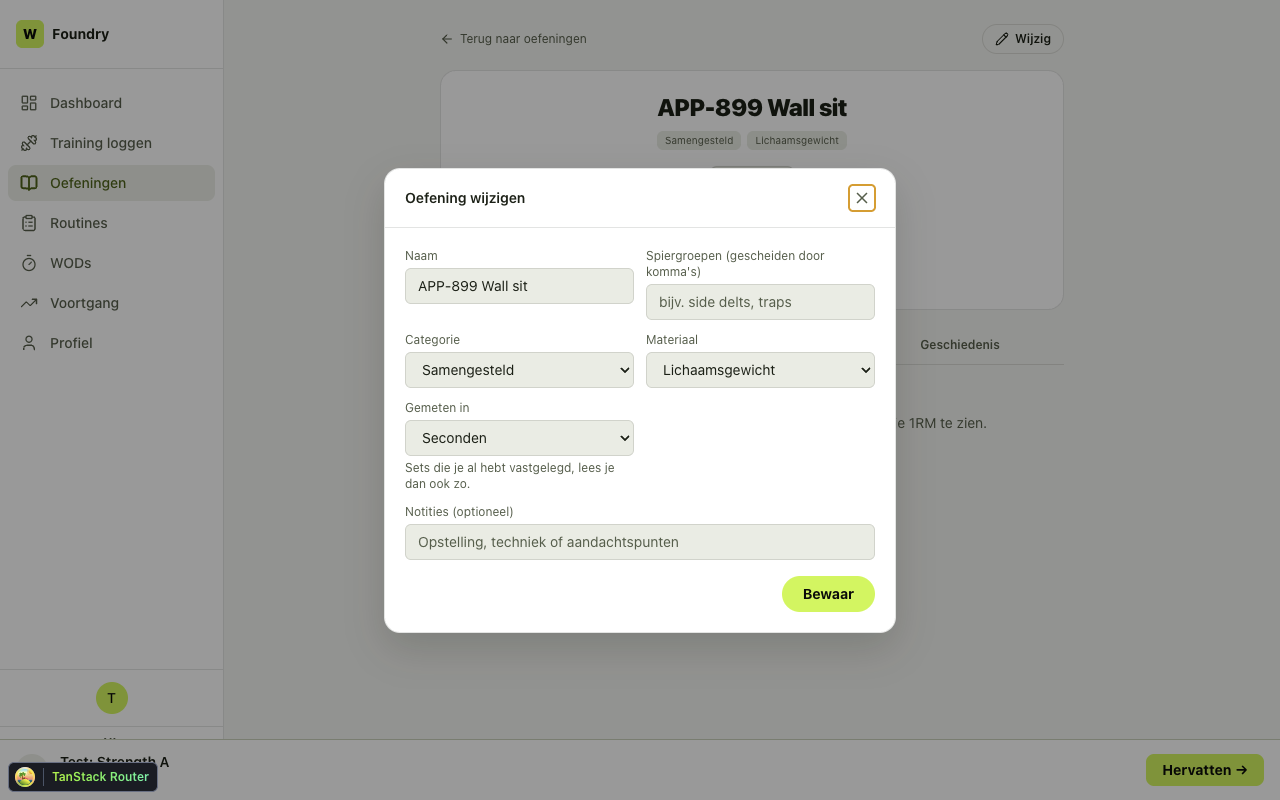 W Foundry
Terug naar oefeningen
Wijzig
Dashboard
Training loggen
Oefeningen
Routines
WODs
Voortgang
Profiel
APP-899 Wall sit
Samengesteld Lichaamsgewicht
Geschiedenis
e 1RM te zien.
Oefening wijzigen
Naam
APP-899 Wall sit
Spiergroepen (gescheiden door
komma's)
bijv. side delts, traps
Categorie
Samengesteld
Materiaal
Lichaamsgewicht
Gemeten in
Seconden
Sets die je al hebt vastgelegd, lees je
dan ook zo.
Notities (optioneel)
Opstelling, techniek of aandachtspunten
Bewaar
T
Test: Strength A
TanStack Router
Hervatten →